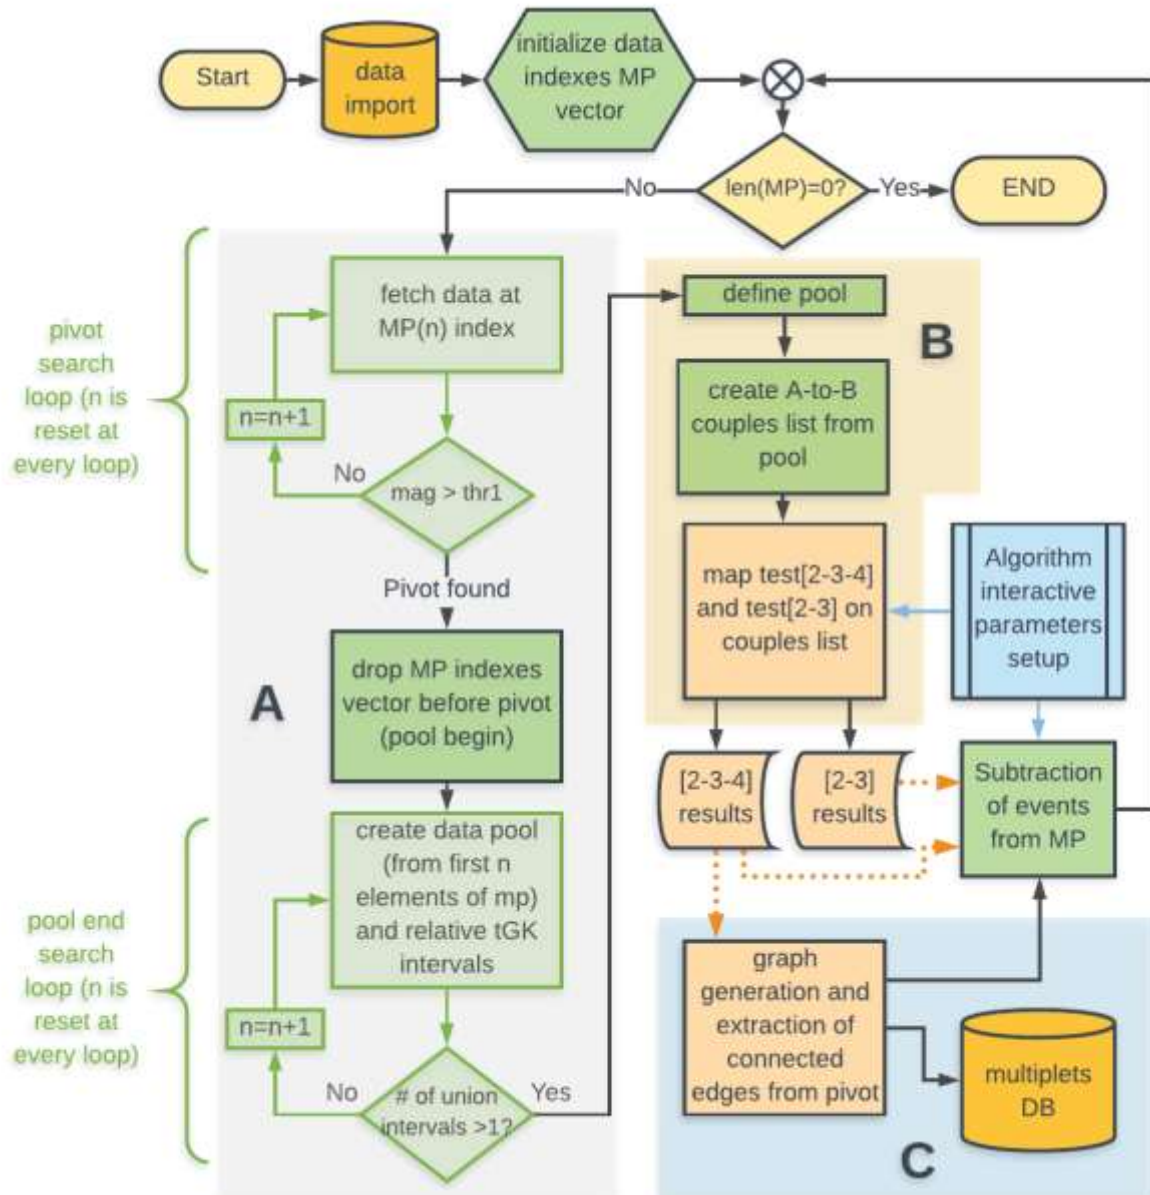 Start
data
import
initialize data
indexes MP
vector
len(MP)=0?
No
Yes
END
pivot
search
loop (n is
reset at
every loop)
fetch data at
MP(n) index
n=n+1
No
mag > thr1
Pivot found
A
drop MP indexes
vector before pivot
(pool begin)
pool end
search
loop (n is
reset at
every loop)
create data pool
(from first n
elements of mp)
and relative tGK
intervals
n=n+1
No
# of union
intervals >1?
Yes
define pool
B
create A-to-B
couples list from
pool
map test[2-3-4]
and test[2-3] on
couples list
Algorithm
interactive
parameters
setup
[2-3-4]
results
[2-3]
results
Subtraction
of events
from MP
graph
generation and
extraction of
connected
edges from pivot
multiplets
DB
C